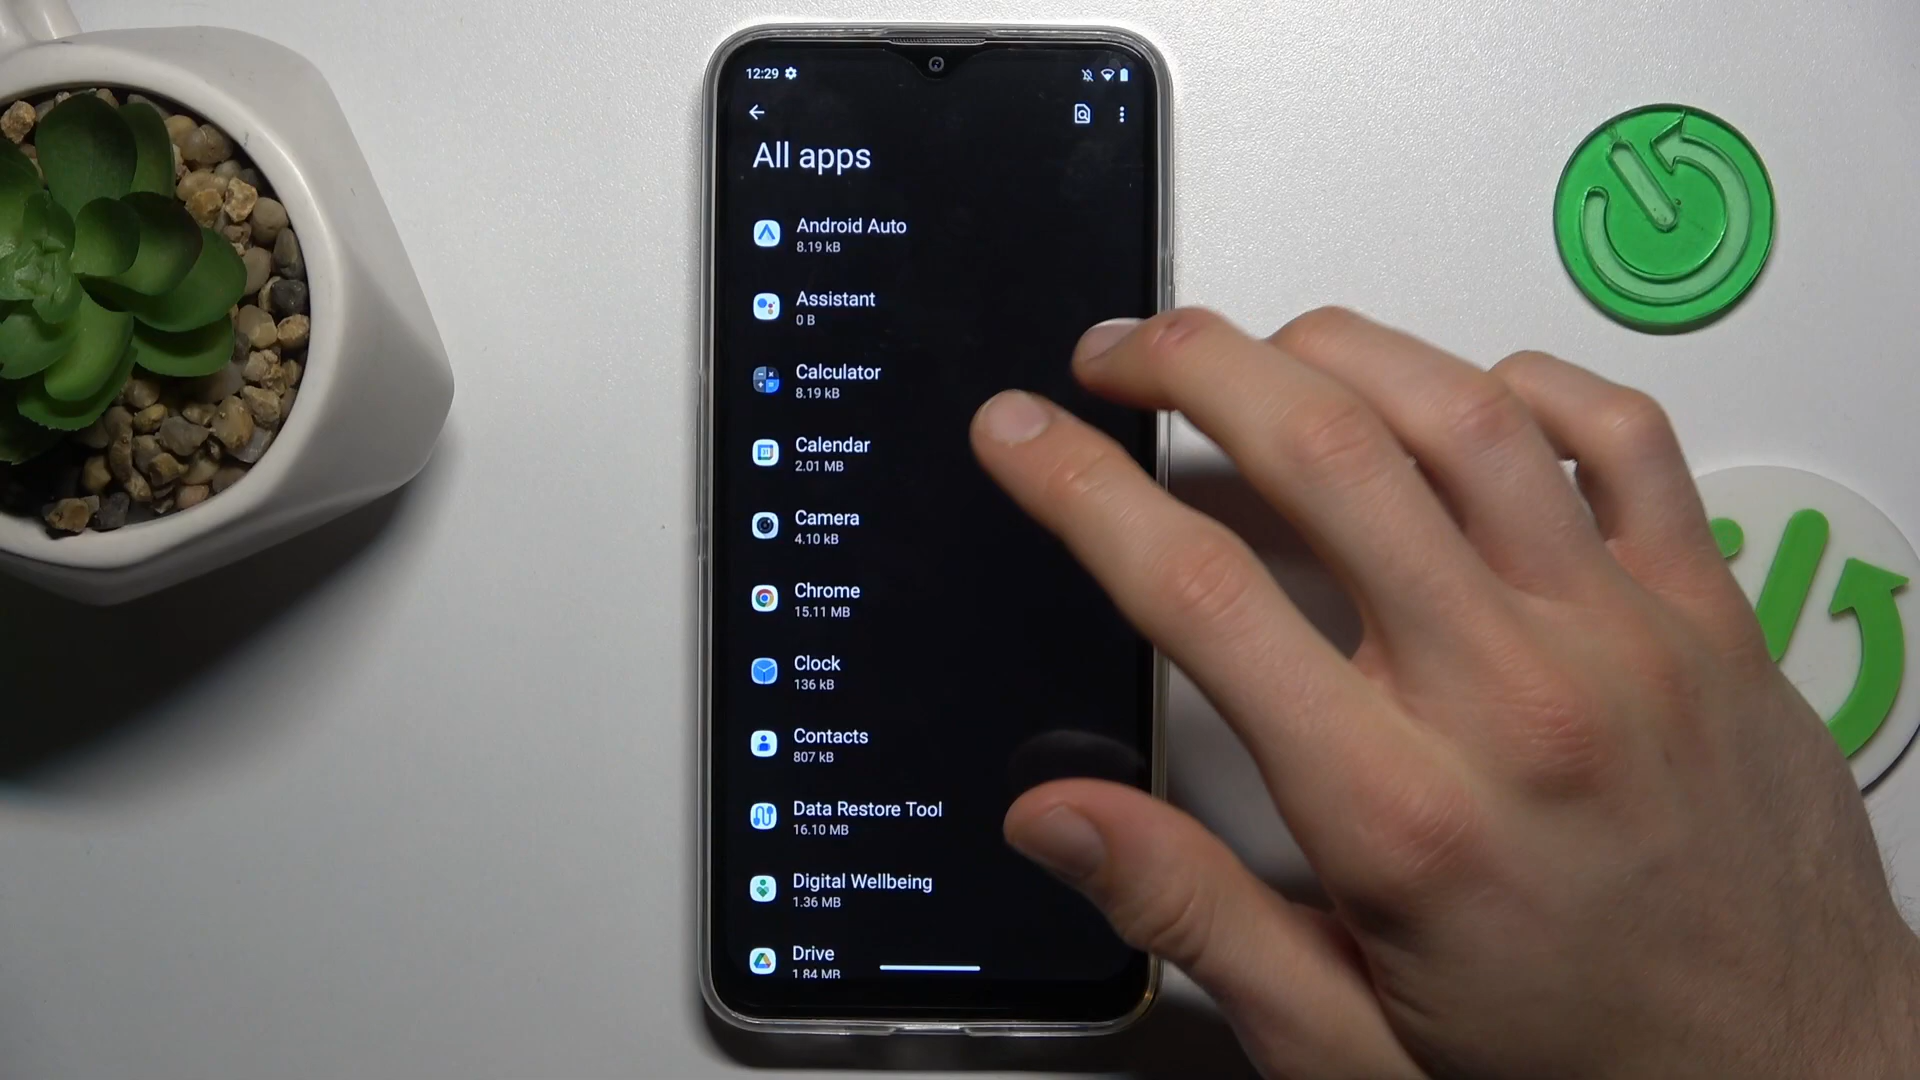 12:29
All apps
Android Auto
8.19 kB
Assistant
0 B
Calculator
8.19 kB
Calendar
2.01 MB
Camera
4.10 kB
Chrome
15.11 MB
Clock
136 kB
Contacts
807 kB
Data Restore Tool
16.10 MB
Digital Wellbeing
1.36 MB
Drive
1.84 MB